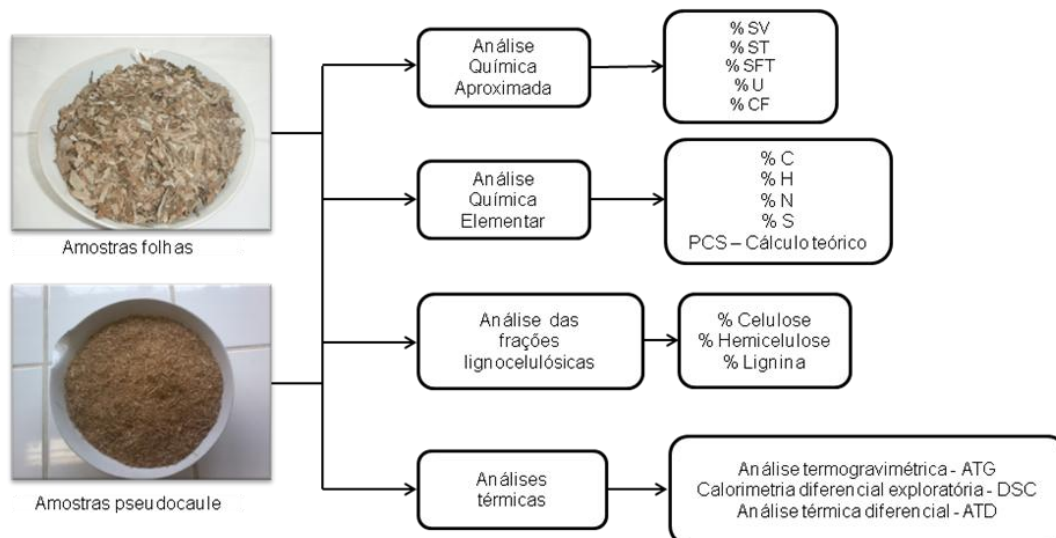 Amostras folhas
Amostras pseudocaule
Análise
Química
Aproximada
% SV
% ST
% SFT
% U
% CF
Análise
Química
Elementar
% C
% H
% N
% S
PCS – Cálculo teórico
Análise das
frações
lignocelulósicas
% Celulose
% Hemicelulose
% Lignina
Análises
térmicas
Análise termogravimétrica - ATG
Calorimetria diferencial exploratória - DSC
Análise térmica diferencial - ATD